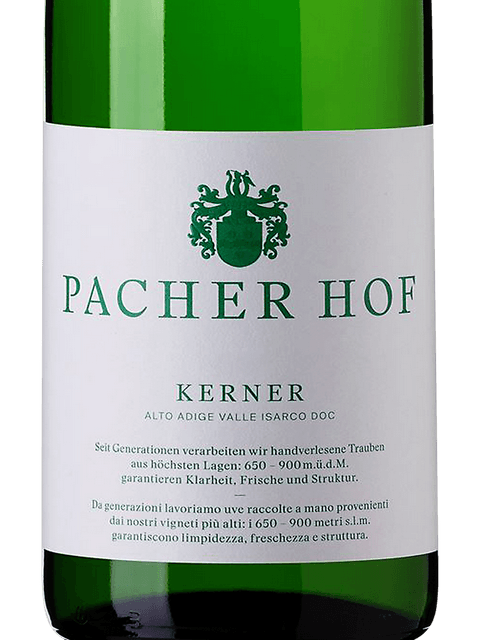 PACHER HOF
KERNER
ALTO ADIGE VALLE ISARCO DOC
Seit Generationen verarbeiten wir handverlesene Trauben
aus höchsten Lagen: 650 – 900 m.ü.d.M.
garantieren Klarheit, Frische und Struktur.
Da generazioni lavoriamo uve raccolte a mano provenienti
dai nostri vigneti più alti: i 650 – 900 metri s.l.m.
garantiscono limpidezza, freschezza e struttura.